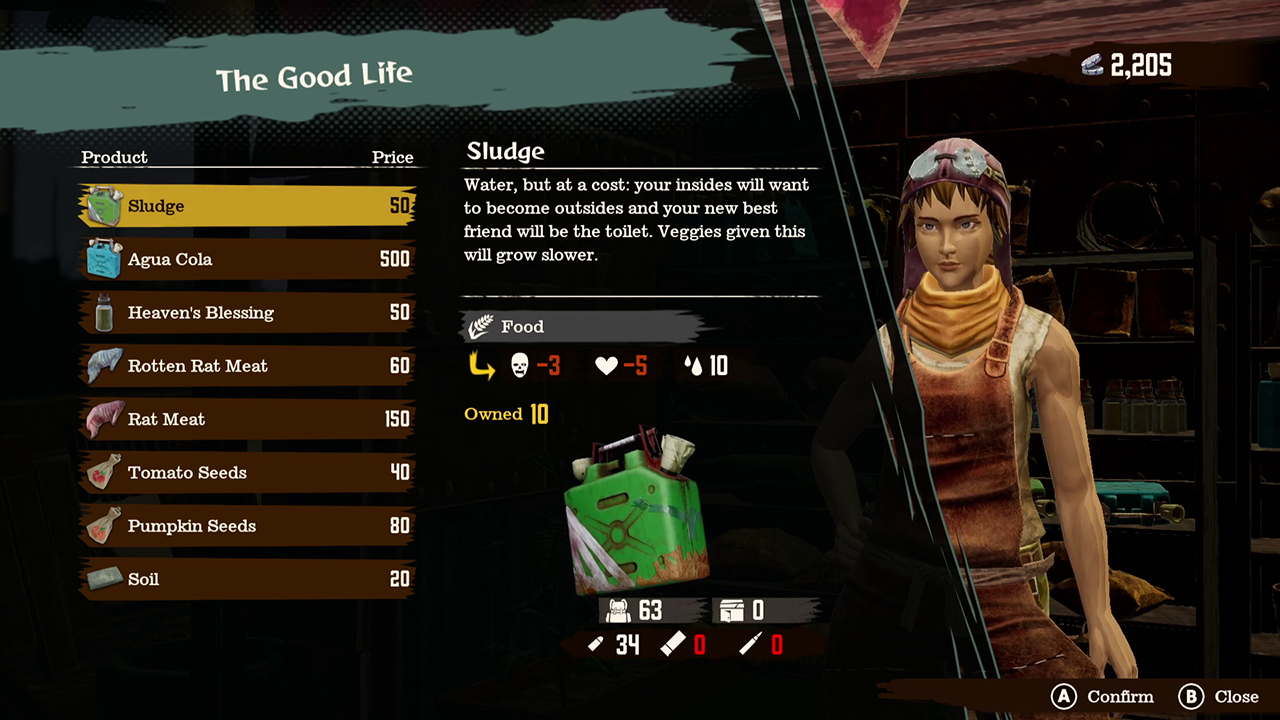 The Good Life
2,205
Product Price
Sludge 50
Agua Cola 500
Heaven's Blessing 50
Rotten Rat Meat 60
Rat Meat 150
Tomato Seeds 40
Pumpkin Seeds 80
Soil 20
Sludge
Water, but at a cost: your insides will want
to become outsides and your new best
friend will be the toilet. Veggies given this
will grow slower.
Food
-3 -5 10
Owned 10
63 0
34 0 0
A Confirm B Close